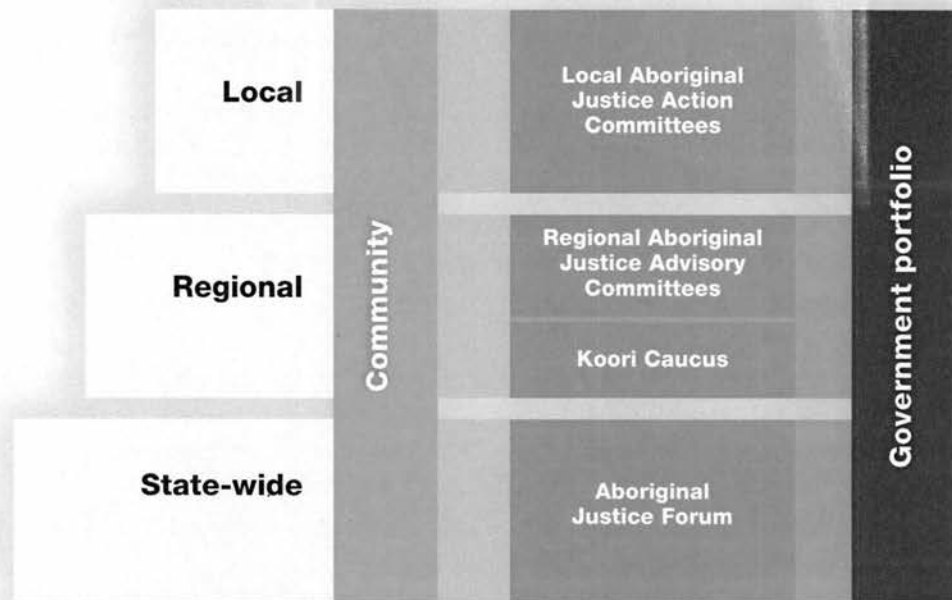 Local
Local Aboriginal
Justice Action
Committees
Regional
Regional Aboriginal
Justice Advisory
Committees
Koori Caucus
State-wide
Aboriginal
Justice Forum
Community
Government portfolio